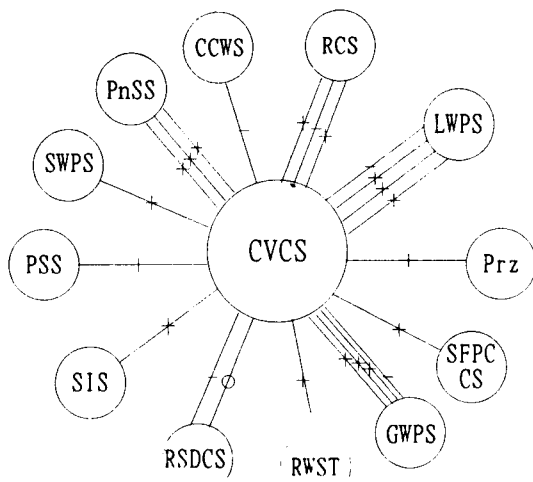 CCWS
RCS
PnSS
LWPS
SWPS
CVCS
PSS
Prz
SIS
SFPC
CS
RSDCS
RWST
GWPS